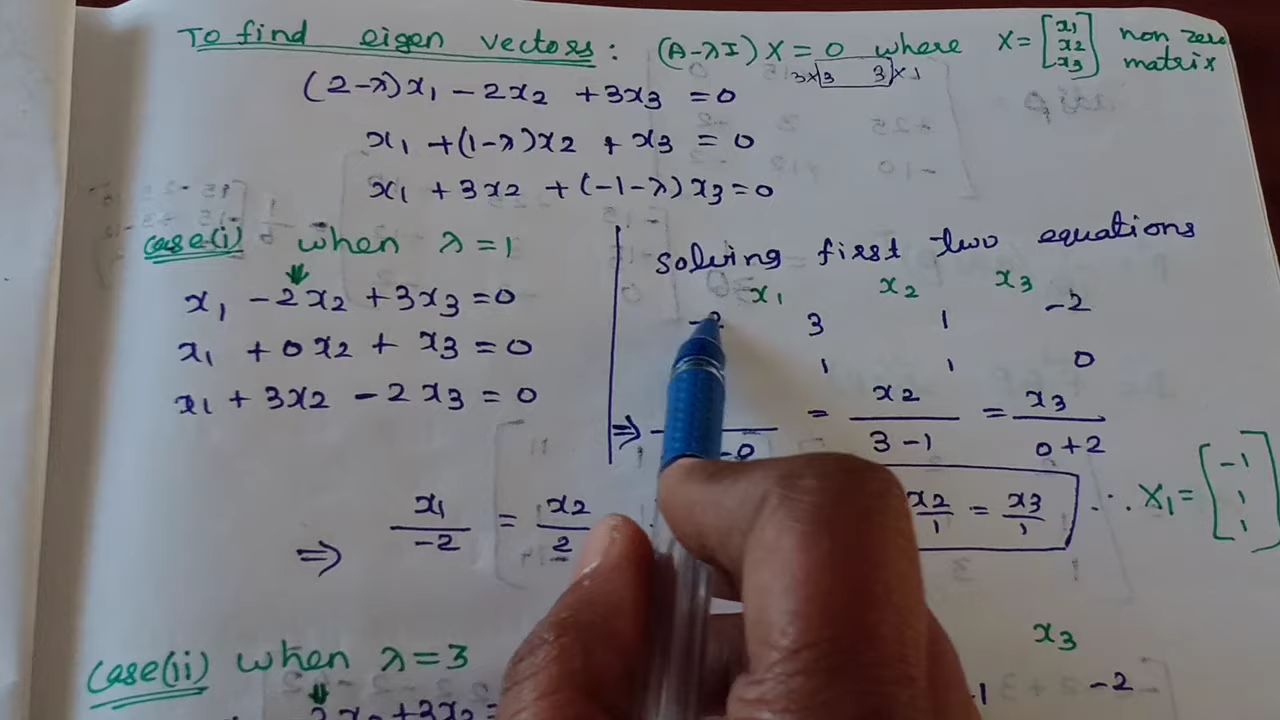 To find eigen vectors : (A-λI) X = 0 where X = [x1 x2 x3] non zero matrix
3×3 3×1
(2-λ)x1 - 2x2 + 3x3 = 0
x1 + (1-λ)x2 + x3 = 0
x1 + 3x2 + (-1-λ)x3 = 0
case(i) when λ = 1
x1 - 2x2 + 3x3 = 0
x1 + 0x2 + x3 = 0
x1 + 3x2 - 2x3 = 0
solving first two equations
x1 x2 x3
-2 3 1 -2
1 1 0
⇒ = x2/(3-1) = x3/(0+2)
-0
⇒ x1/-2 = x2/2
x2/1 = x3/1 ∴ X1 = [-1 1 1]
case(ii) when λ = 3
x3
-1 -2